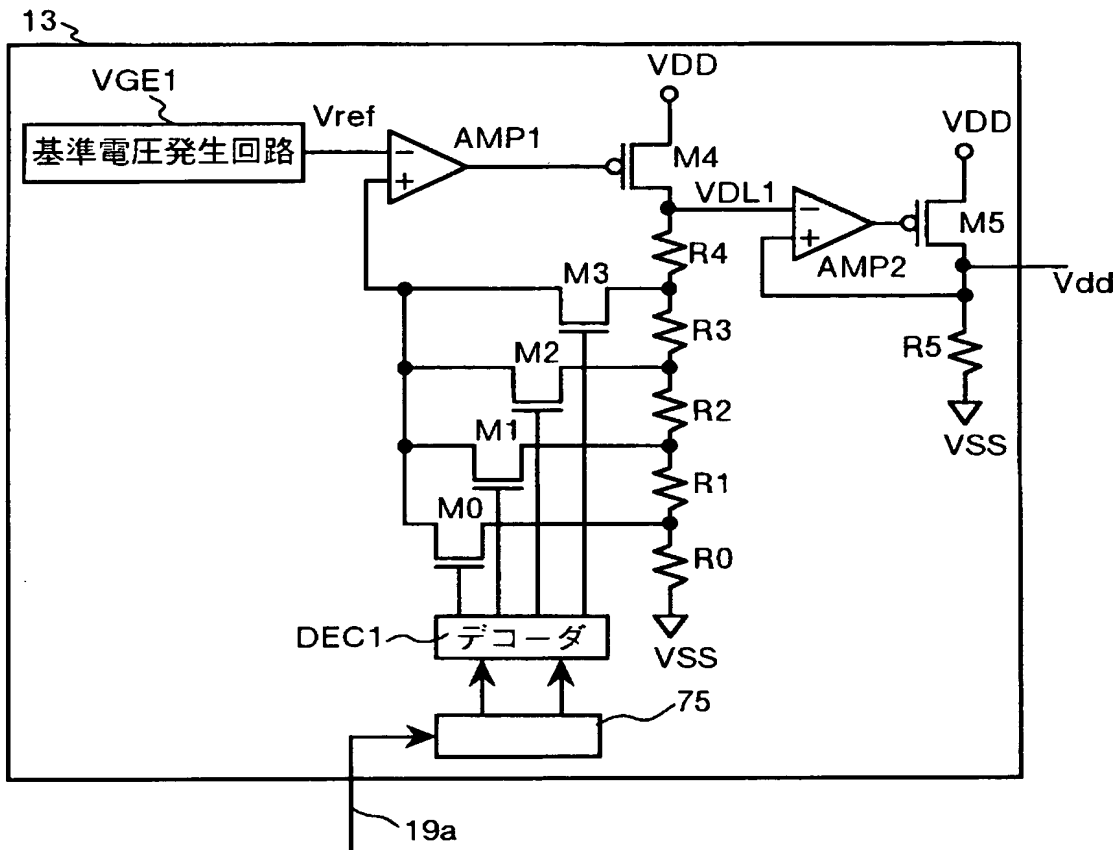 13
VGE1
基準電圧発生回路
Vref
AMP1
VDD
M4
VDL1
VDD
M5
AMP2
Vdd
R4
M3
R3
R5
M2
R2
VSS
M1
R1
M0
R0
DEC1
デコーダ
VSS
75
19a
−
+
−
+